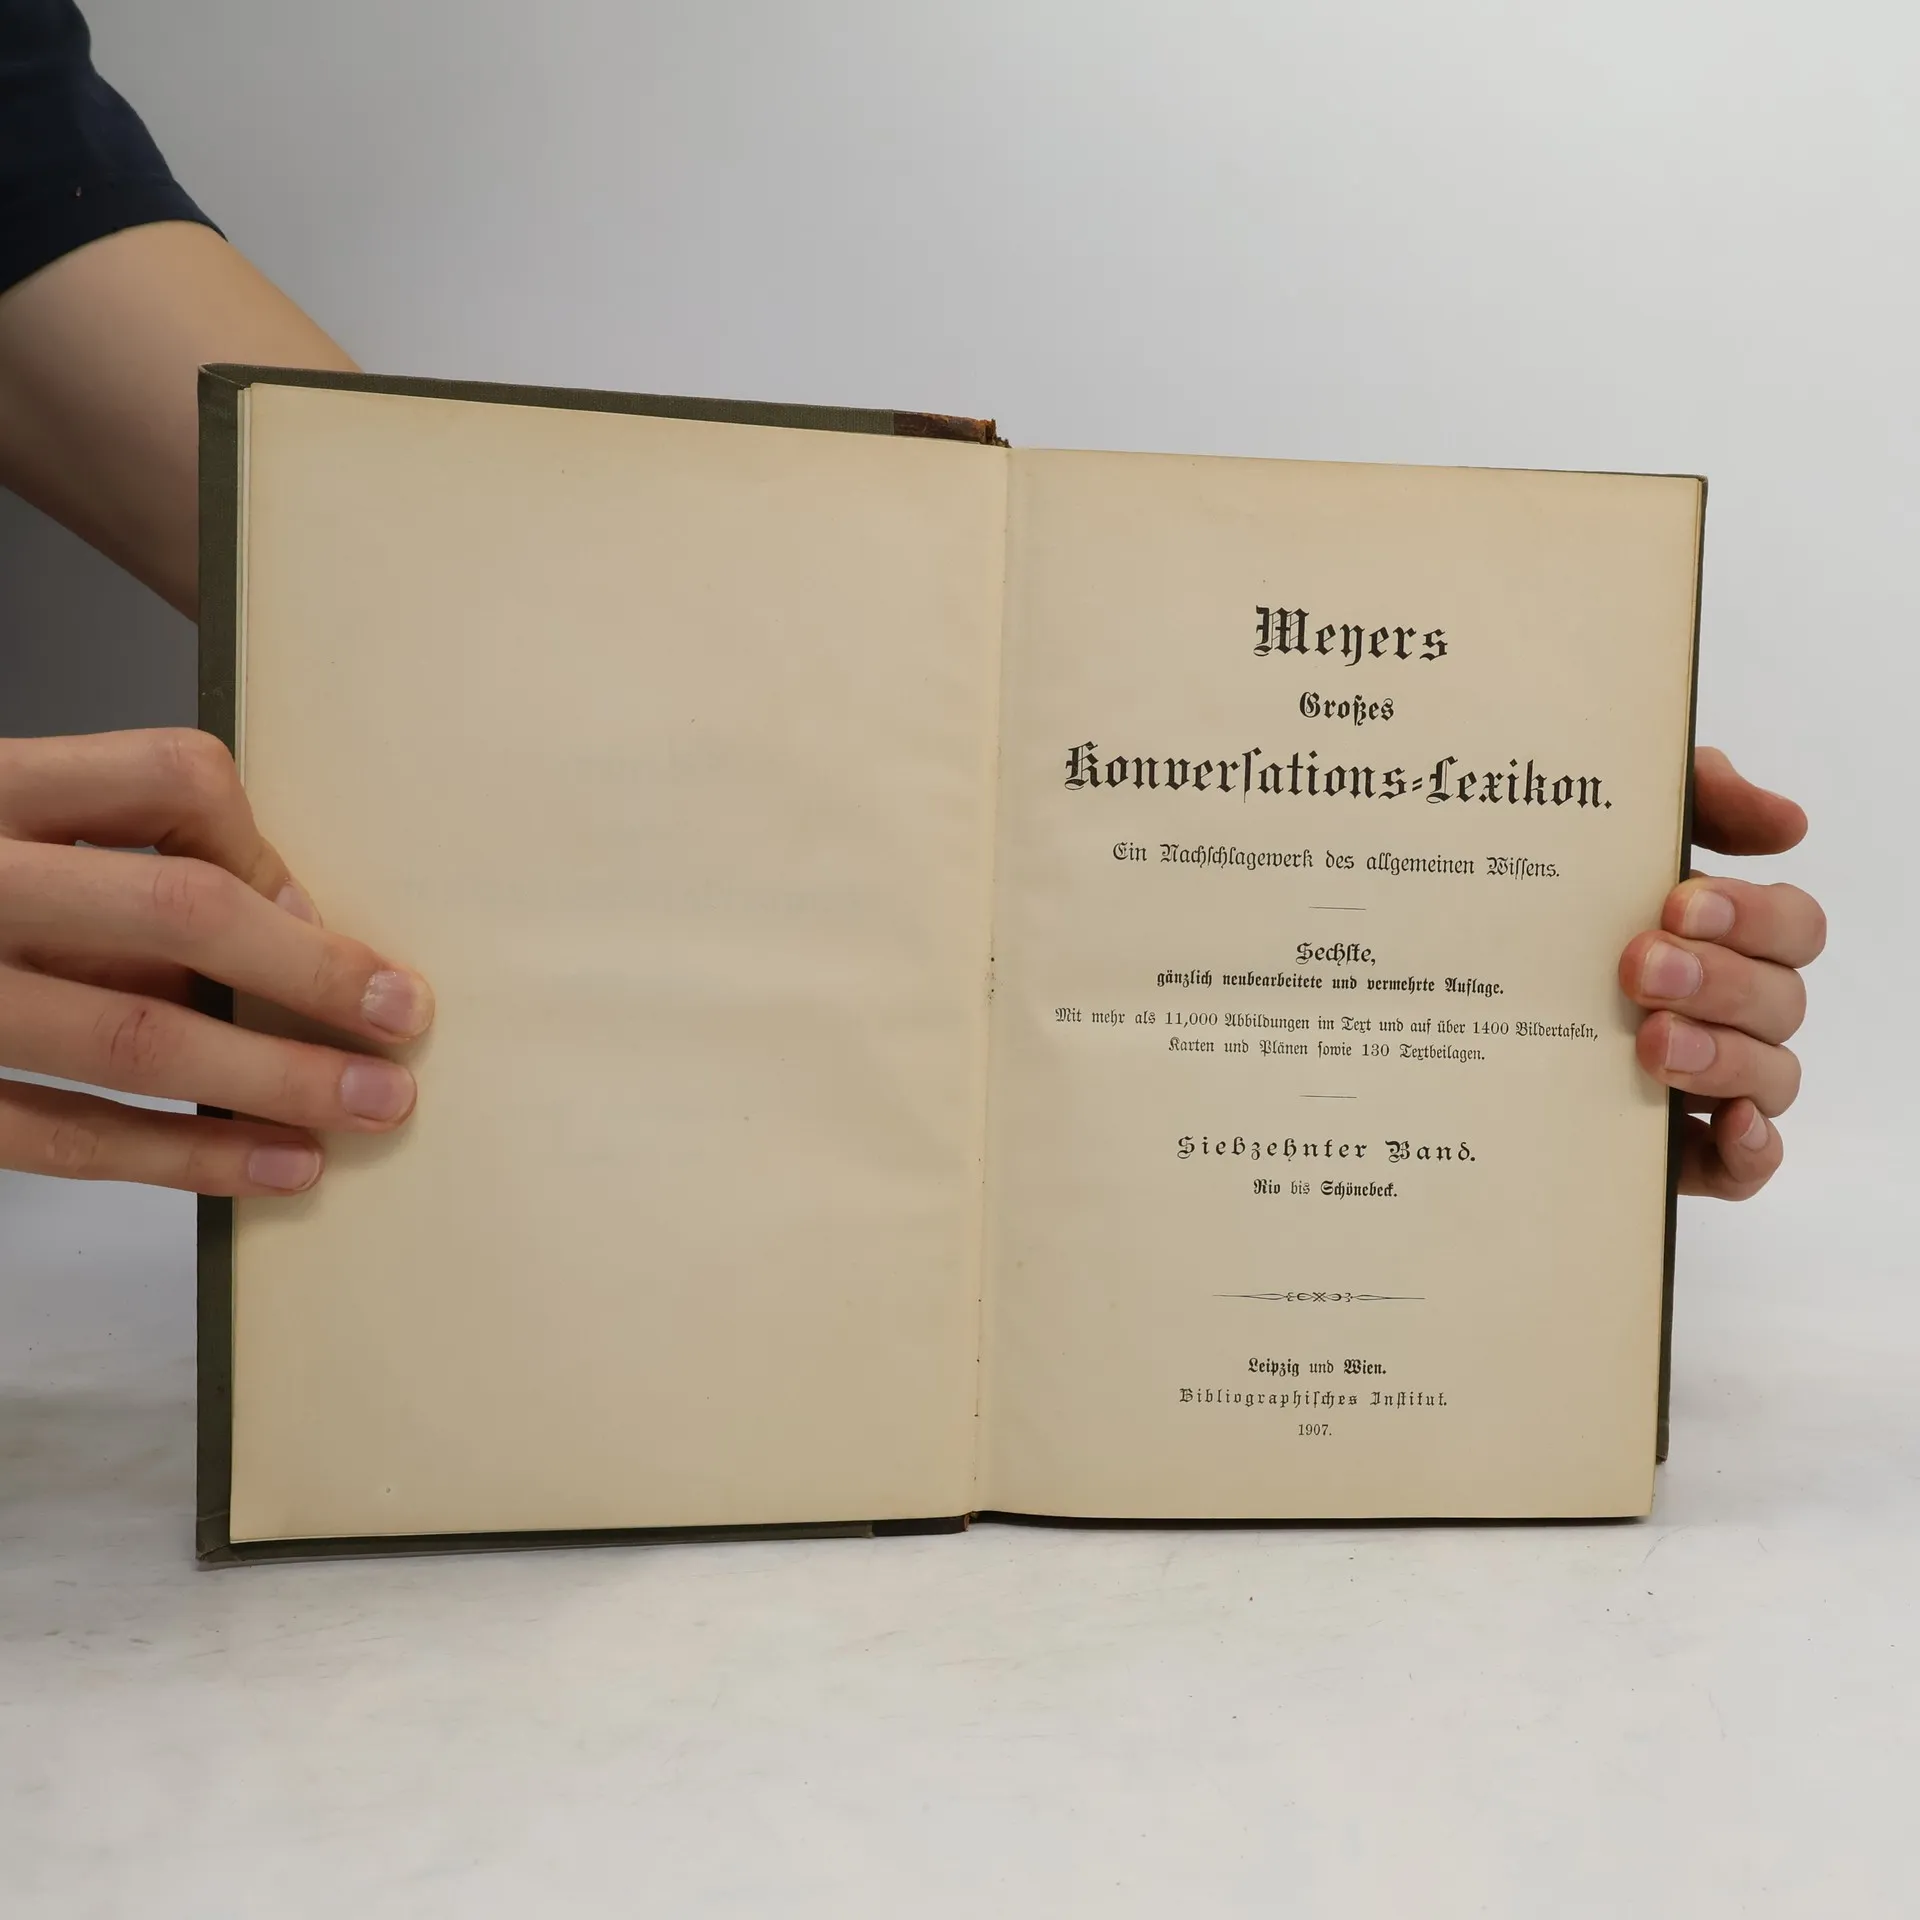 Meyers
Großes
Konverſations-Lexikon.
Ein Nachſchlagewerk des allgemeinen Wiſſens.
Sechſte,
gänzlich neubearbeitete und vermehrte Auflage.
Mit mehr als 11,000 Abbildungen im Text und auf über 1400 Bildertafeln,
Karten und Plänen ſowie 130 Textbeilagen.
Siebzehnter Band.
Rio bis Schönebeck.
Leipzig und Wien.
Bibliographiſches Inſtitut.
1907.